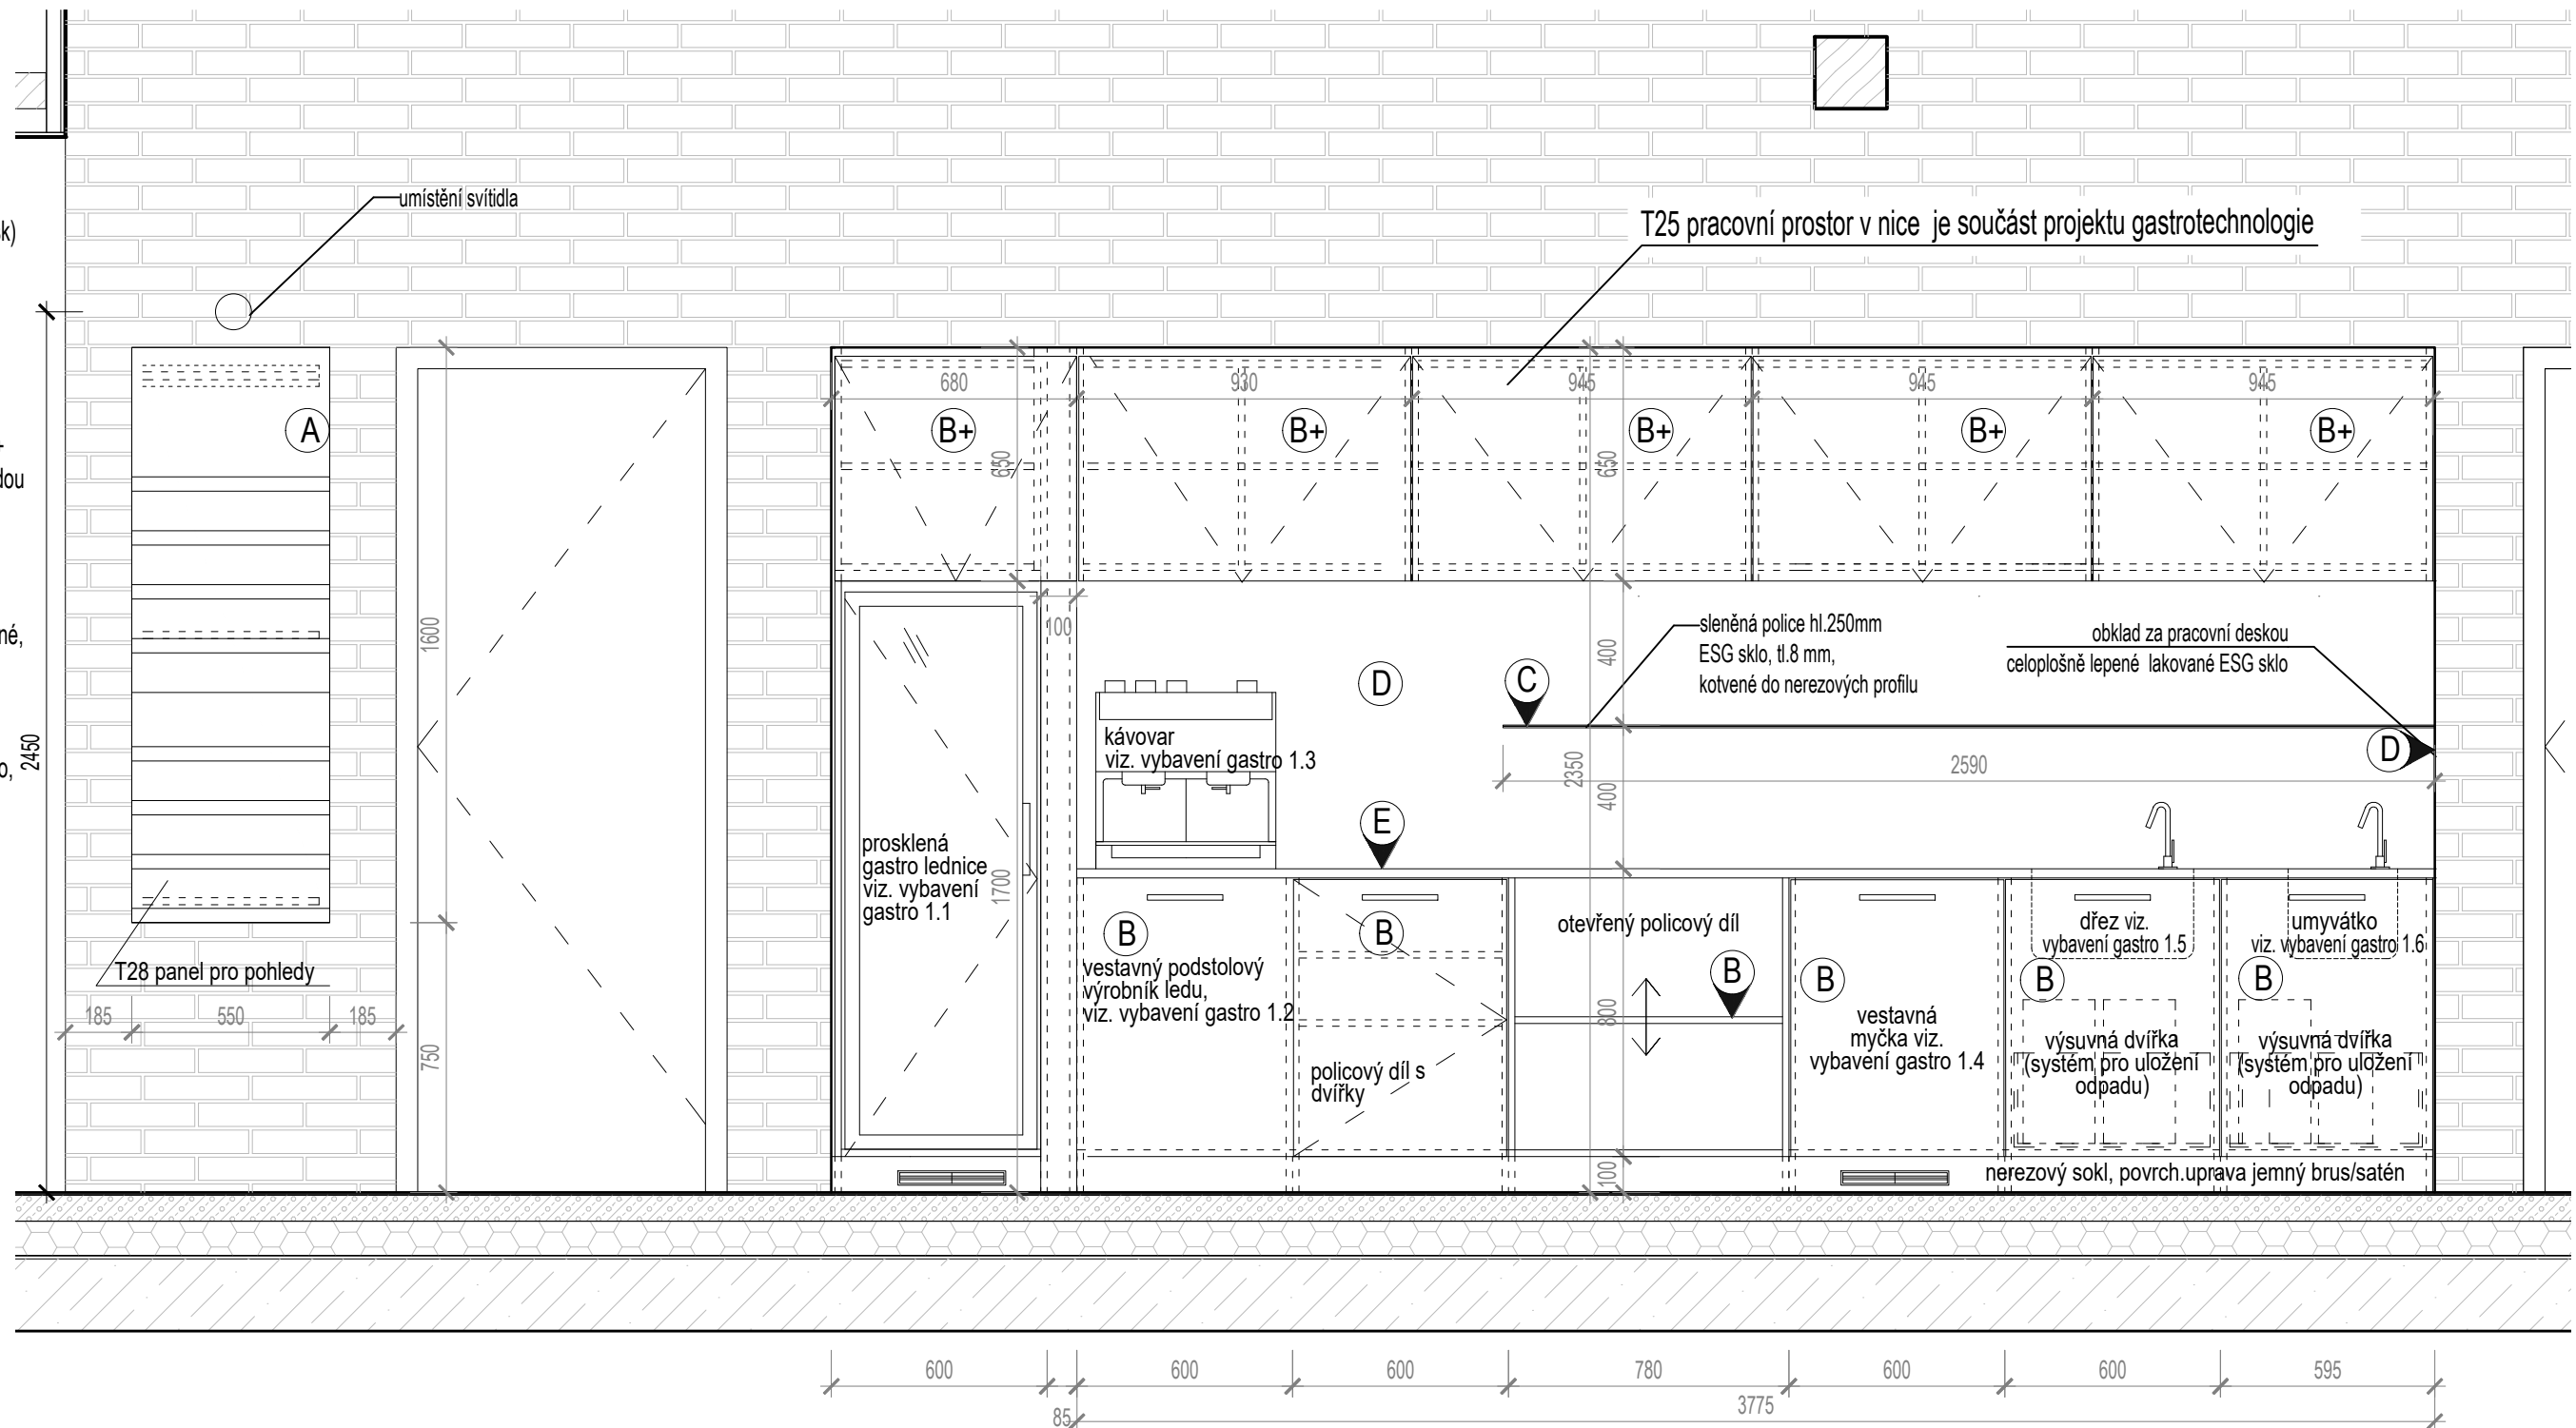 umístění svítidla
k)
T25 pracovní prostor v nice  je součást projektu gastrotechnologie
680
930
945
945
945
A
B+
B+
B+
B+
B+
650
650
dou
né,
1600
100
400
sleněná police hl.250mm
ESG sklo, tl.8 mm,
kotvené do nerezových profilu
obklad za pracovní deskou
celoplošně lepené  lakované ESG sklo
D
C
kávovar
viz. vybavení gastro 1.3
o,
2450
2350
2590
D
400
E
prosklená
gastro lednice
viz. vybavení
gastro 1.1
1700
B
B
otevřený policový díl
dřez viz.
vybavení gastro 1.5
umyvátko
viz. vybavení gastro 1.6
T28 panel pro pohledy
vestavný podstolový
výrobník ledu,
viz. vybavení gastro 1.2
B
B
B
B
185
550
185
750
800
vestavná
myčka viz.
vybavení gastro 1.4
výsuvná dvířka
(systém pro uložení
odpadu)
výsuvná dvířka
(systém pro uložení
odpadu)
policový díl s
dvířky
100
nerezový sokl, povrch.uprava jemný brus/satén
600
600
600
780
600
600
595
85
3775